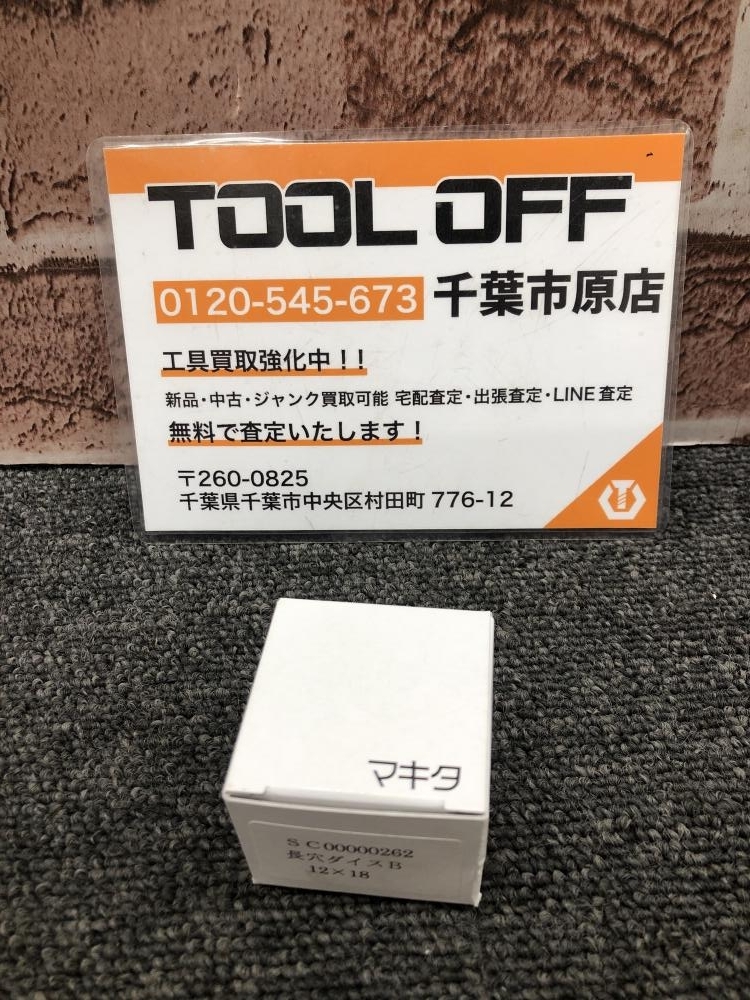 TOOL OFF
0120-545-673 千葉市原店
工具買取強化中！！
新品・中古・ジャンク買取可能 宅配査定・出張査定・LINE査定
無料で査定いたします！
〒260-0825
千葉県千葉市中央区村田町 776-12
マキタ
SC00000262
長穴ダイスB
12×18